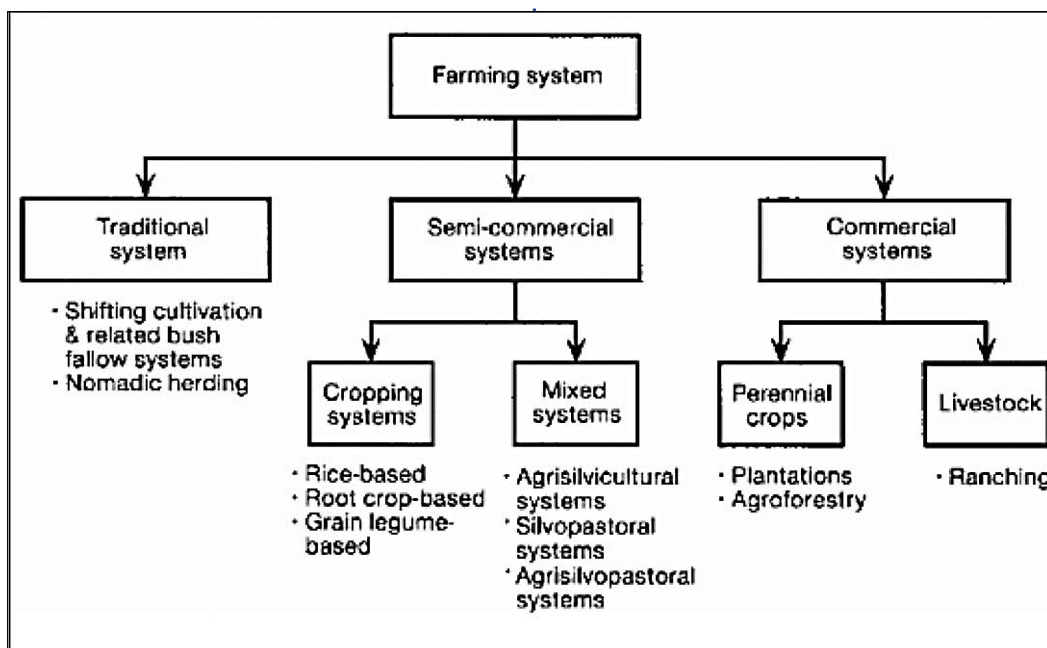 Farming system
Traditional
system
Semi-commercial
systems
Commercial
systems
· Shifting cultivation
& related bush
fallow systems
· Nomadic herding
Cropping
systems
Mixed
systems
Perennial
crops
Livestock
· Rice-based
· Root crop-based
· Grain legume-
based
· Agrisilvicultural
systems
· Silvopastoral
systems
· Agrisilvopastoral
systems
· Plantations
· Agroforestry
· Ranching